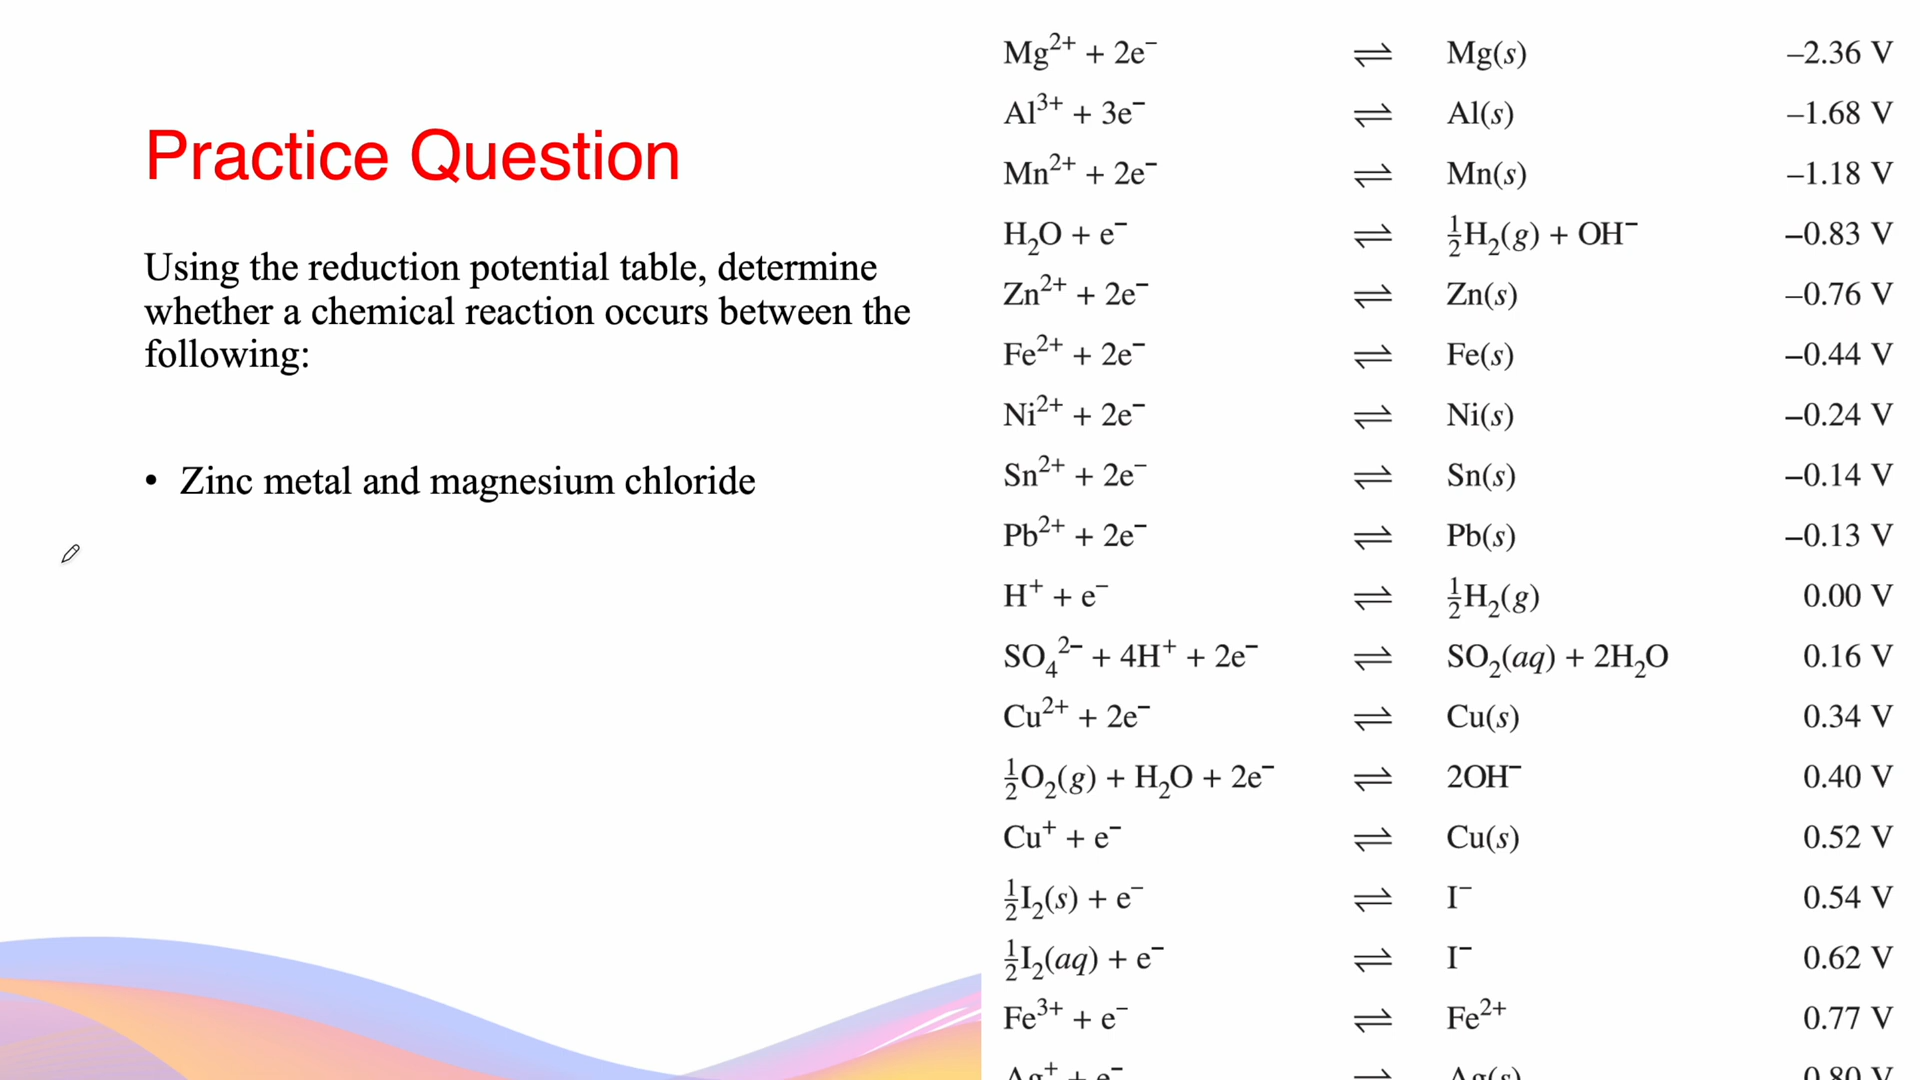 Practice Question
Using the reduction potential table, determine
whether a chemical reaction occurs between the
following:
• Zinc metal and magnesium chloride
Mg²⁺ + 2e⁻ ⇌ Mg(s) –2.36 V
Al³⁺ + 3e⁻ ⇌ Al(s) –1.68 V
Mn²⁺ + 2e⁻ ⇌ Mn(s) –1.18 V
H₂O + e⁻ ⇌ ½H₂(g) + OH⁻ –0.83 V
Zn²⁺ + 2e⁻ ⇌ Zn(s) –0.76 V
Fe²⁺ + 2e⁻ ⇌ Fe(s) –0.44 V
Ni²⁺ + 2e⁻ ⇌ Ni(s) –0.24 V
Sn²⁺ + 2e⁻ ⇌ Sn(s) –0.14 V
Pb²⁺ + 2e⁻ ⇌ Pb(s) –0.13 V
H⁺ + e⁻ ⇌ ½H₂(g) 0.00 V
SO₄²⁻ + 4H⁺ + 2e⁻ ⇌ SO₂(aq) + 2H₂O 0.16 V
Cu²⁺ + 2e⁻ ⇌ Cu(s) 0.34 V
½O₂(g) + H₂O + 2e⁻ ⇌ 2OH⁻ 0.40 V
Cu⁺ + e⁻ ⇌ Cu(s) 0.52 V
½I₂(s) + e⁻ ⇌ I⁻ 0.54 V
½I₂(aq) + e⁻ ⇌ I⁻ 0.62 V
Fe³⁺ + e⁻ ⇌ Fe²⁺ 0.77 V
Ag⁺ + e⁻ ⇌ Ag(s) 0.80 V